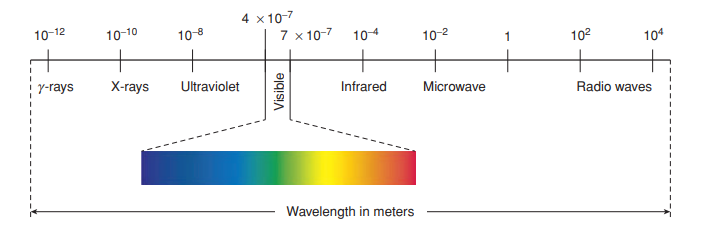 4 × 10⁻⁷
10⁻¹² 10⁻¹⁰ 10⁻⁸ 7 × 10⁻⁷ 10⁻⁴ 10⁻² 1 10² 10⁴
γ-rays X-rays Ultraviolet Visible Infrared Microwave Radio waves
Wavelength in meters